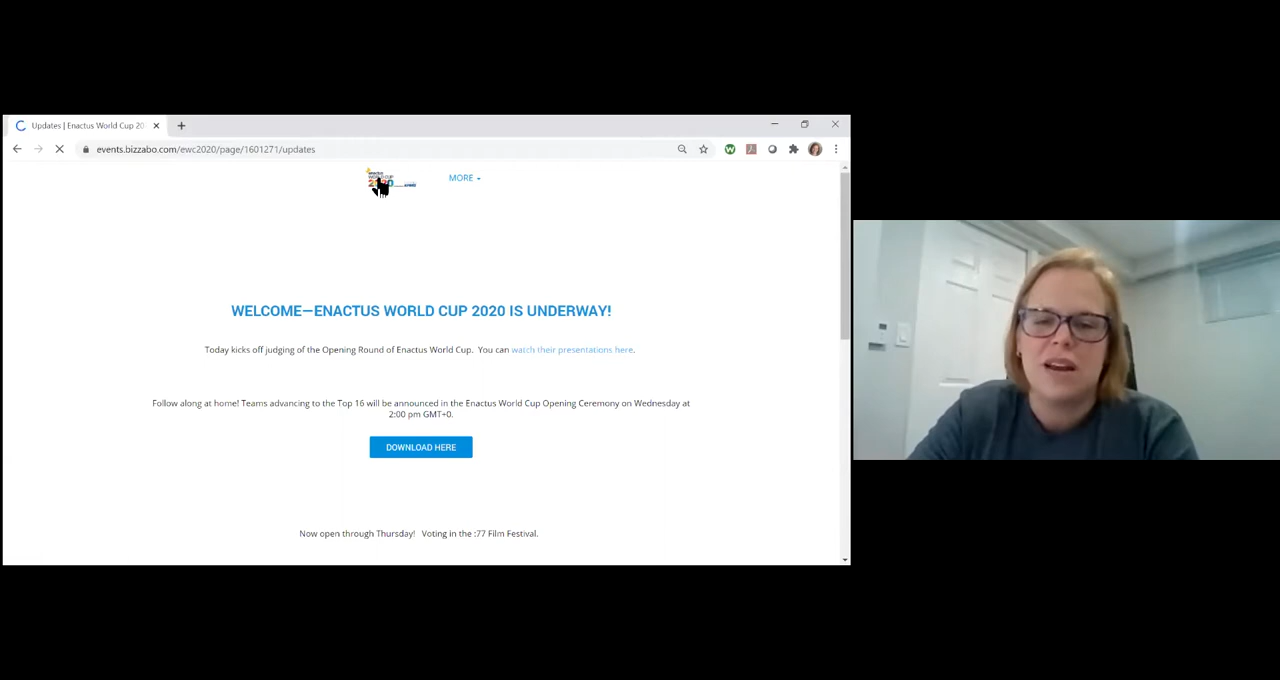 Updates | Enactus World Cup 20
events.bizzabo.com/ewc2020/page/1601271/updates
enactus
WORLD CUP
2020
MORE
WELCOME—ENACTUS WORLD CUP 2020 IS UNDERWAY!
Today kicks off judging of the Opening Round of Enactus World Cup. You can watch their presentations here.
Follow along at home! Teams advancing to the Top 16 will be announced in the Enactus World Cup Opening Ceremony on Wednesday at
2:00 pm GMT+0.
DOWNLOAD HERE
Now open through Thursday! Voting in the :77 Film Festival.